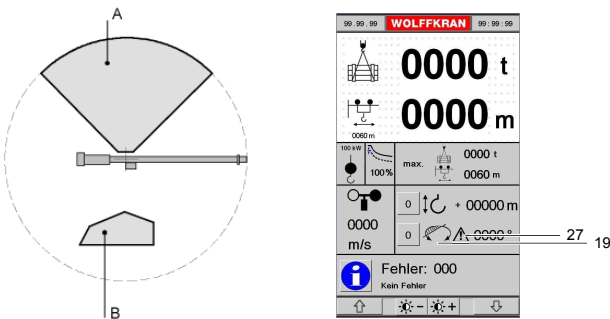 A
B
99 . 99 . 99 WOLFFKRAN 99 : 99 : 99
0000 t
0000 m
0060 m
100 kW
100%
max. 0000 t
0060 m
0000
m/s
0 + 00000 m
0 0000 °
27
19
Fehler: 000
Kein Fehler
- +